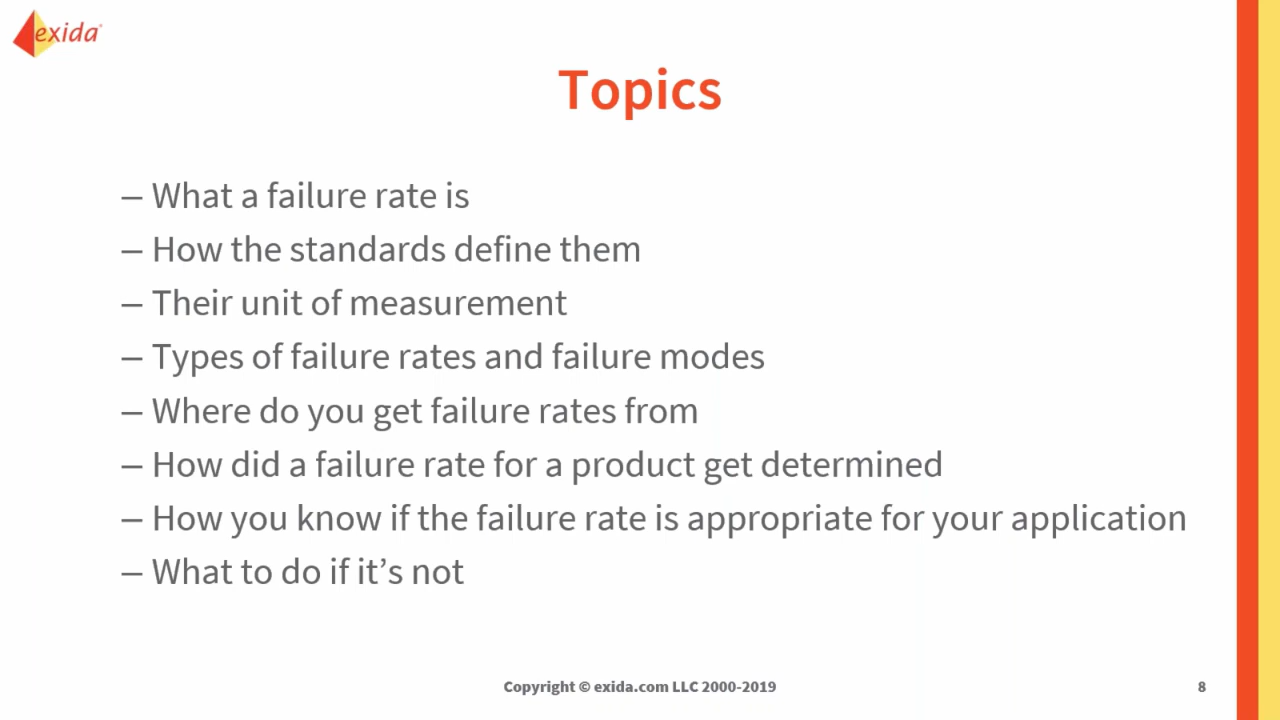 exida
Topics
– What a failure rate is
– How the standards define them
– Their unit of measurement
– Types of failure rates and failure modes
– Where do you get failure rates from
– How did a failure rate for a product get determined
– How you know if the failure rate is appropriate for your application
– What to do if it’s not
Copyright © exida.com LLC 2000-2019
8